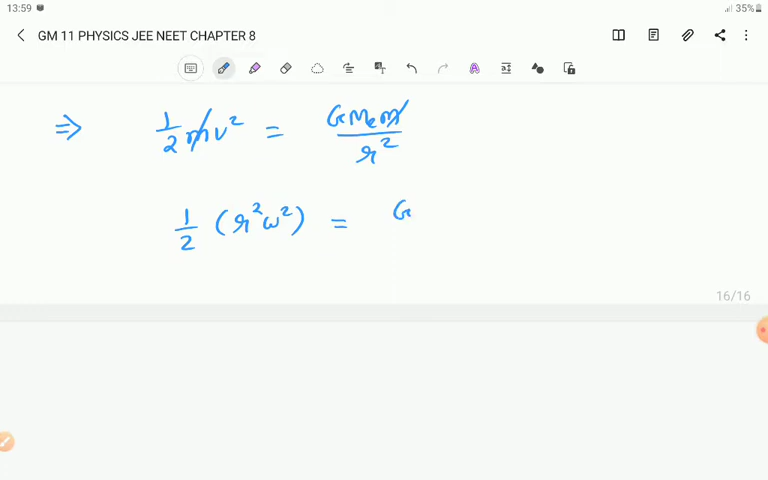 13:59
35%
GM 11 PHYSICS JEE NEET CHAPTER 8
⇒ 1/2 mv² = GMₑm/r²
1/2 (r²ω²) = G
16/16